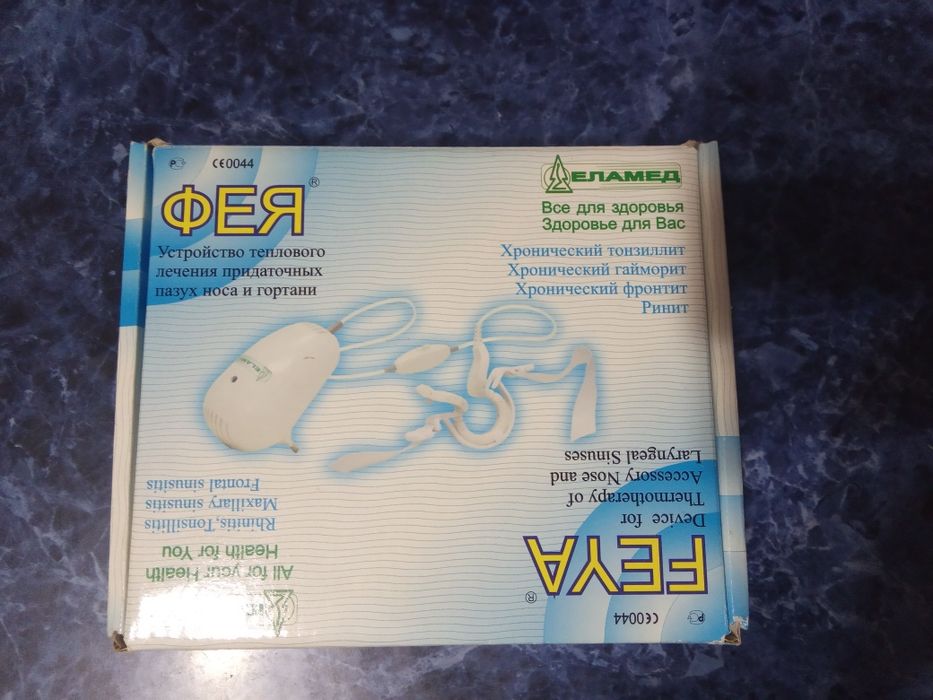 CE0044
ФЕЯ®
Устройство теплового
лечения придаточных
пазух носа и гортани
ЕЛАМЕД
Все для здоровья
Здоровье для Вас
Хронический тонзиллит
Хронический гайморит
Хронический фронтит
Ринит
ЕЛАМЕД
CE0044
FEYA®
Device for
Thermotherapy of
Accessory Nose and
Laryngeal Sinuses
All for your Health
Health for You
Rhinitis, Tonsillitis
Maxillary sinusitis
Frontal sinusitis